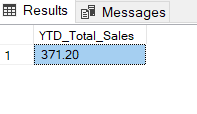 Results Messages
YTD_Total_Sales
1 371.20